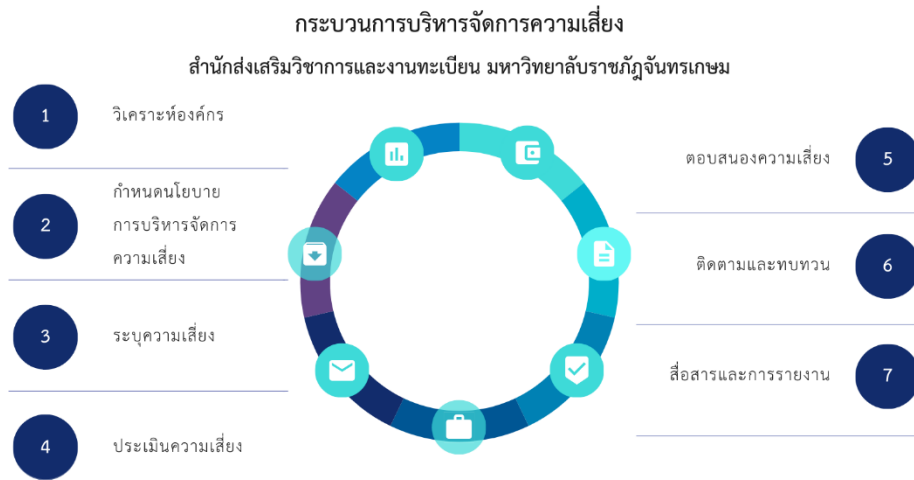 กระบวนการบริหารจัดการความเสี่ยง
สำนักส่งเสริมวิชาการและงานทะเบียน มหาวิทยาลับราชภัฎจันทรเกษม
1
วิเคราะห์องค์กร
2
กำหนดนโยบาย
การบริหารจัดการ
ความเสี่ยง
3
ระบุความเสี่ยง
4
ประเมินความเสี่ยง
ตอบสนองความเสี่ยง
5
ติดตามและทบทวน
6
สื่อสารและการรายงาน
7